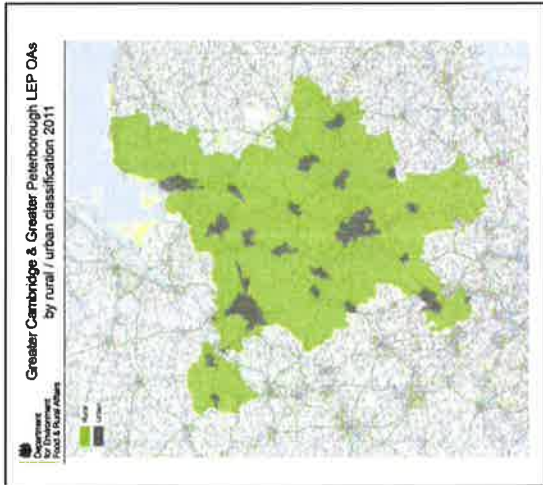 Department
for Environment
Food & Rural Affairs
Greater Cambridge & Greater Peterborough LEP OAs
by rural / urban classification 2011
Rural
Urban